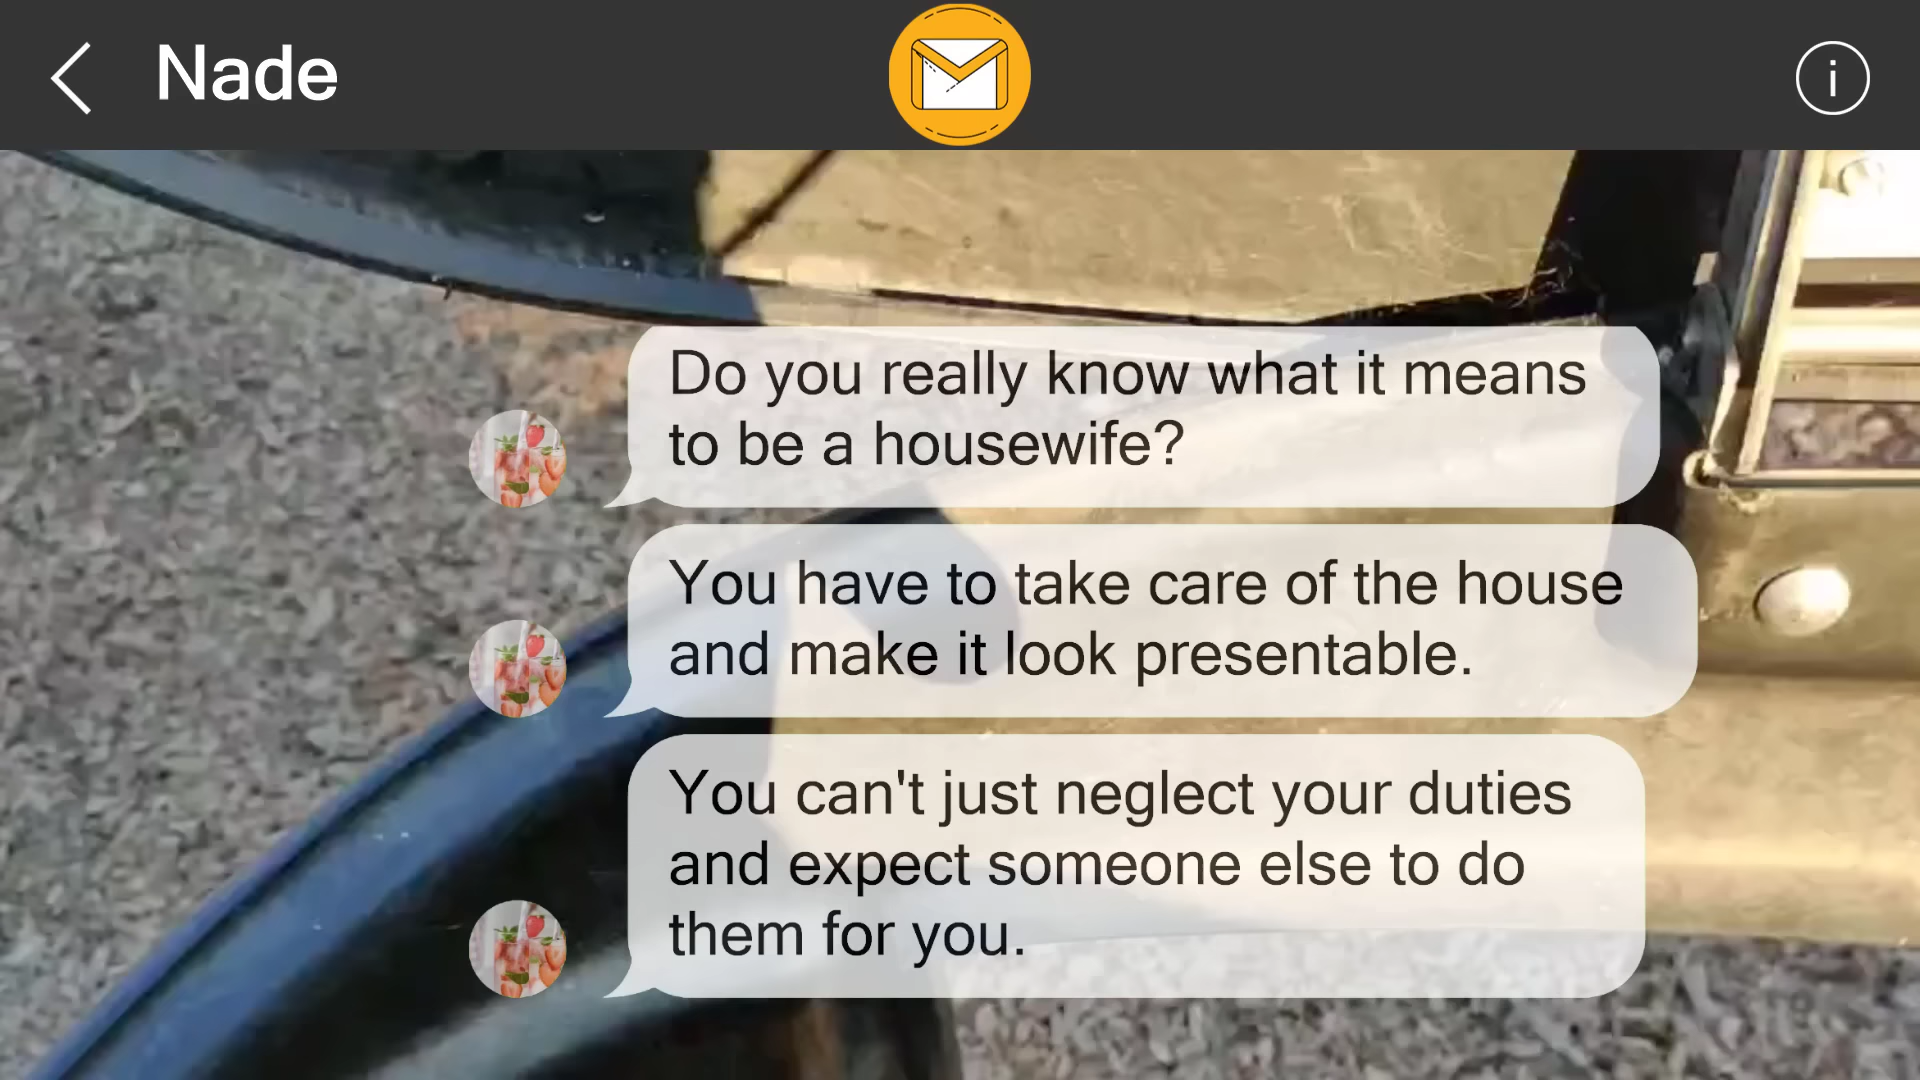 Nade
i
Do you really know what it means
to be a housewife?
You have to take care of the house
and make it look presentable.
You can't just neglect your duties
and expect someone else to do
them for you.